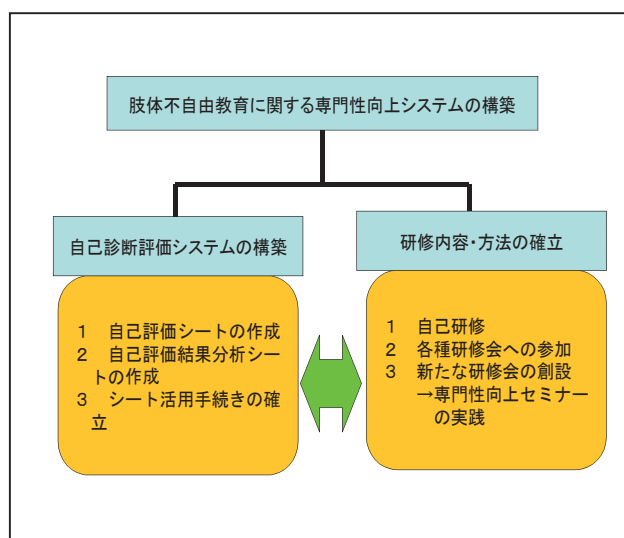 肢体不自由教育に関する専門性向上システムの構築
自己診断評価システムの構築
1 自己評価シートの作成
2 自己評価結果分析シー
トの作成
3 シート活用手続きの確
立
研修内容・方法の確立
1 自己研修
2 各種研修会への参加
3 新たな研修会の創設
→専門性向上セミナー
の実践